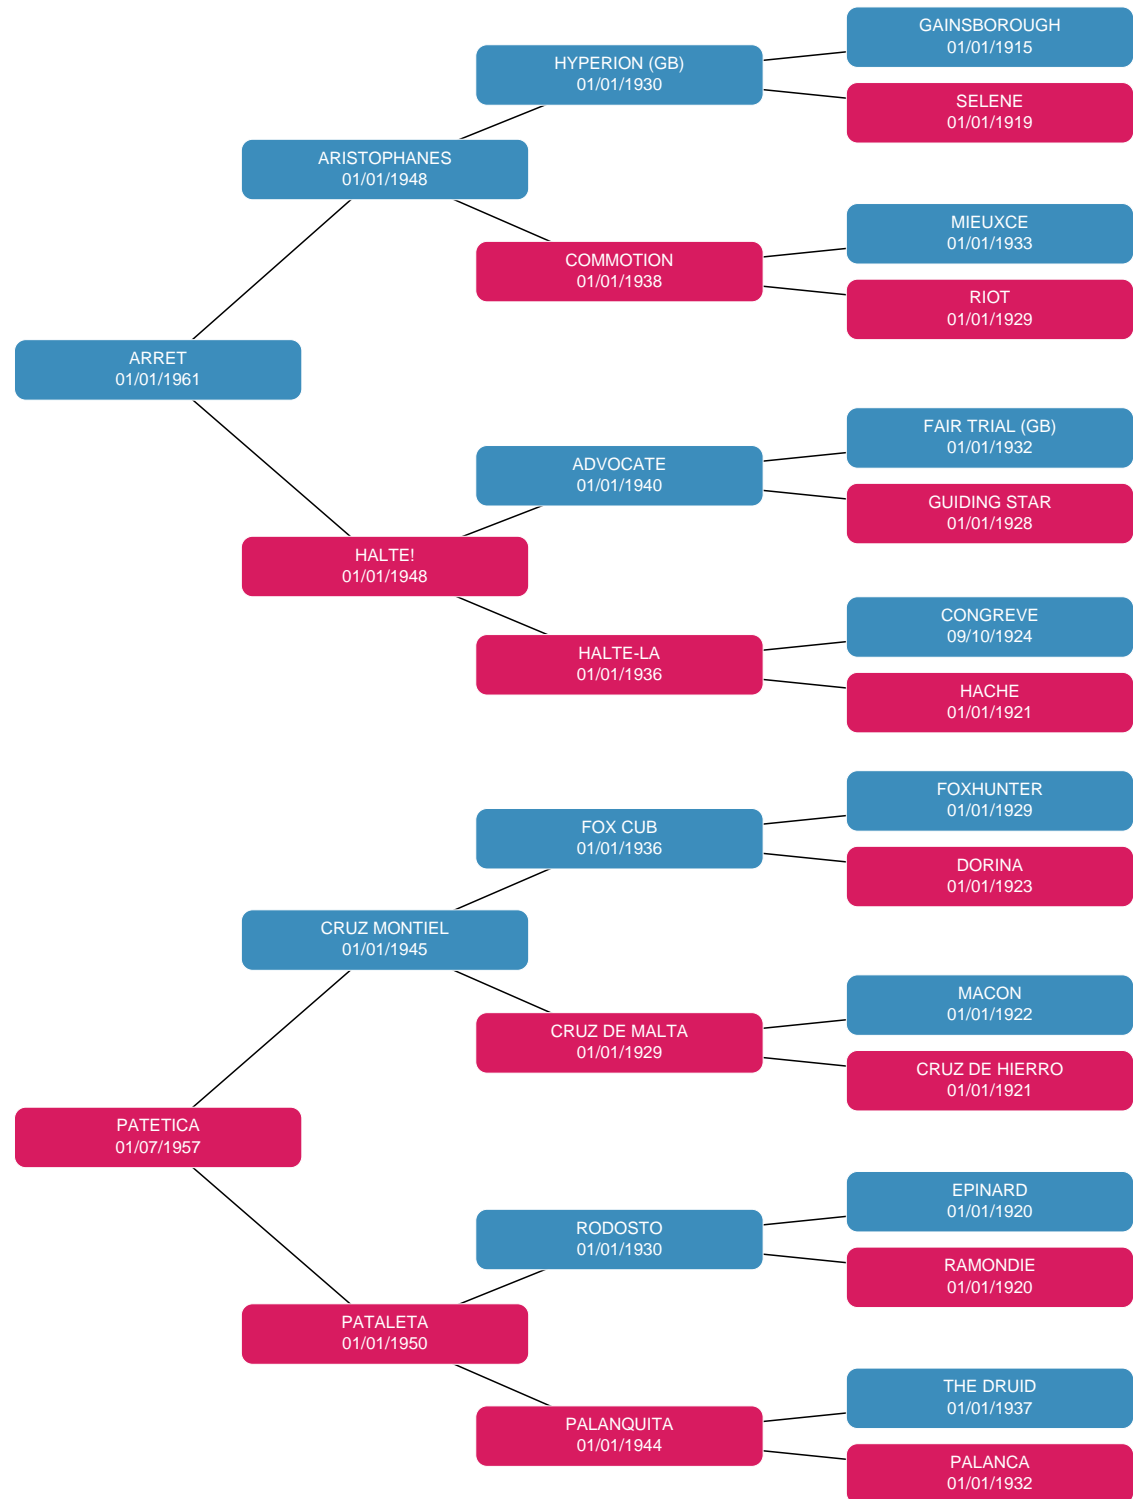 GAINSBOROUGH
01/01/1915
HYPERION (GB)
01/01/1930
SELENE
01/01/1919
ARISTOPHANES
01/01/1948
MIEUXCE
01/01/1933
COMMOTION
01/01/1938
RIOT
01/01/1929
ARRET
01/01/1961
FAIR TRIAL (GB)
01/01/1932
ADVOCATE
01/01/1940
GUIDING STAR
01/01/1928
HALTE!
01/01/1948
CONGREVE
09/10/1924
HALTE-LA
01/01/1936
HACHE
01/01/1921
FOXHUNTER
01/01/1929
FOX CUB
01/01/1936
DORINA
01/01/1923
CRUZ MONTIEL
01/01/1945
MACON
01/01/1922
CRUZ DE MALTA
01/01/1929
CRUZ DE HIERRO
01/01/1921
PATETICA
01/07/1957
EPINARD
01/01/1920
RODOSTO
01/01/1930
RAMONDIE
01/01/1920
PATALETA
01/01/1950
THE DRUID
01/01/1937
PALANQUITA
01/01/1944
PALANCA
01/01/1932